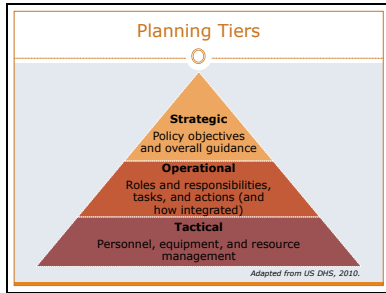 Planning Tiers
Strategic
Policy objectives
and overall guidance
Operational
Roles and responsibilities,
tasks, and actions (and
how integrated)
Tactical
Personnel, equipment, and resource
management
Adapted from US DHS, 2010.